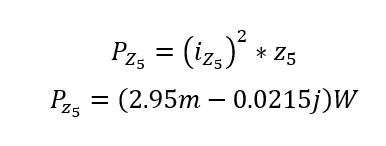 P_{Z_5} = (i_{Z_5})^2 * z_5
P_{z_5} = (2.95m − 0.0215j)W